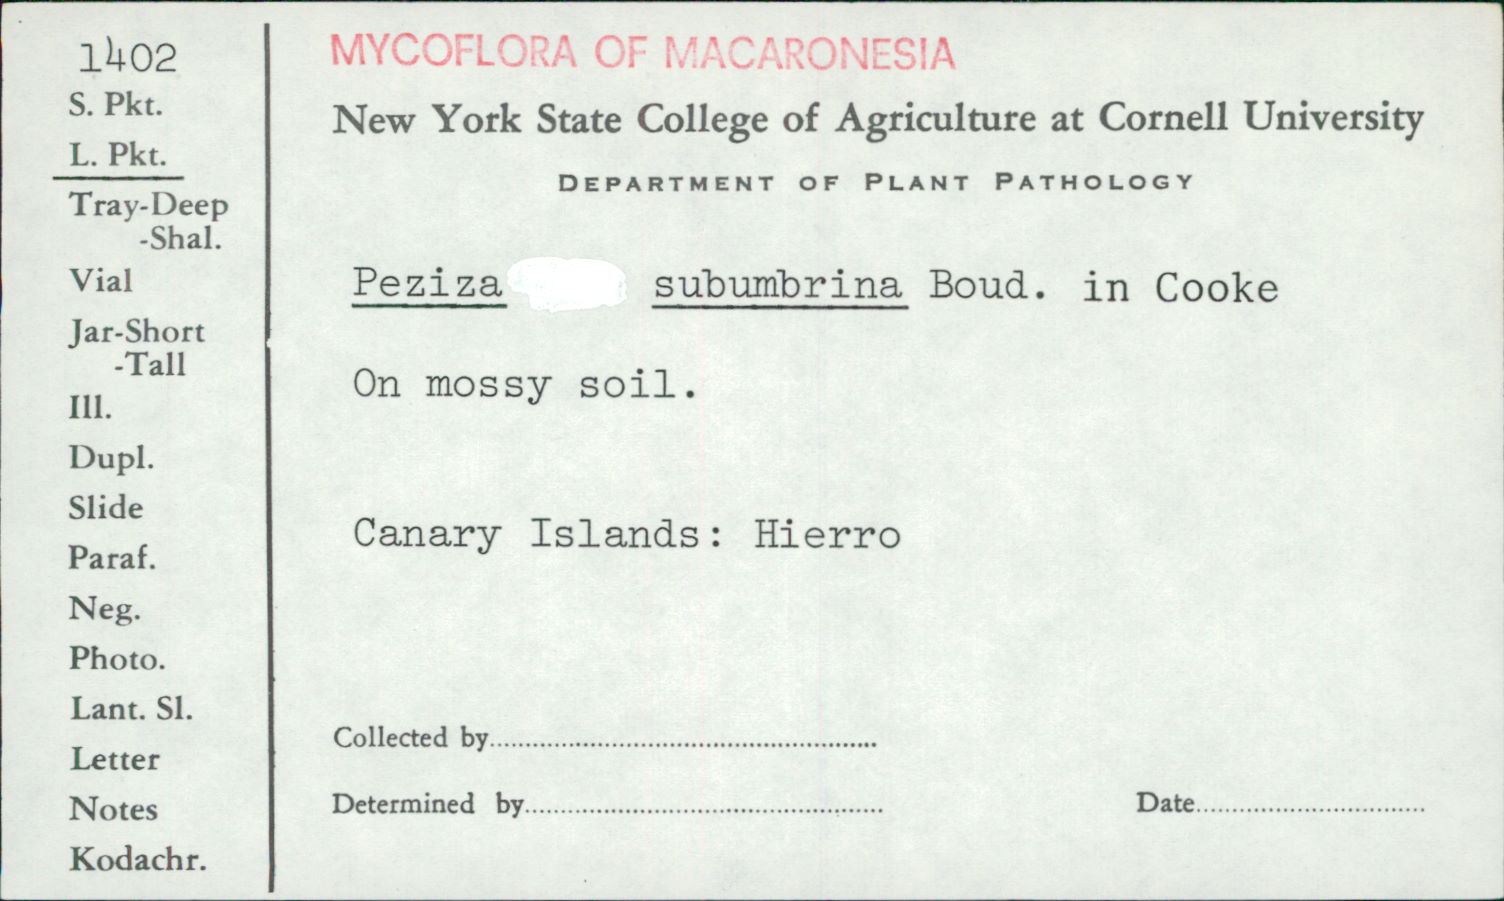 1402
S. Pkt.
L. Pkt.
Tray-Deep
-Shal.
Vial
Jar-Short
-Tall
Ill.
Dupl.
Slide
Paraf.
Neg.
Photo.
Lant. Sl.
Letter
Notes
Kodachr.
MYCOFLORA OF MACARONESIA
New York State College of Agriculture at Cornell University
DEPARTMENT OF PLANT PATHOLOGY
Peziza subumbrina Boud. in Cooke
On mossy soil.
Canary Islands: Hierro
Collected by
Determined by Date